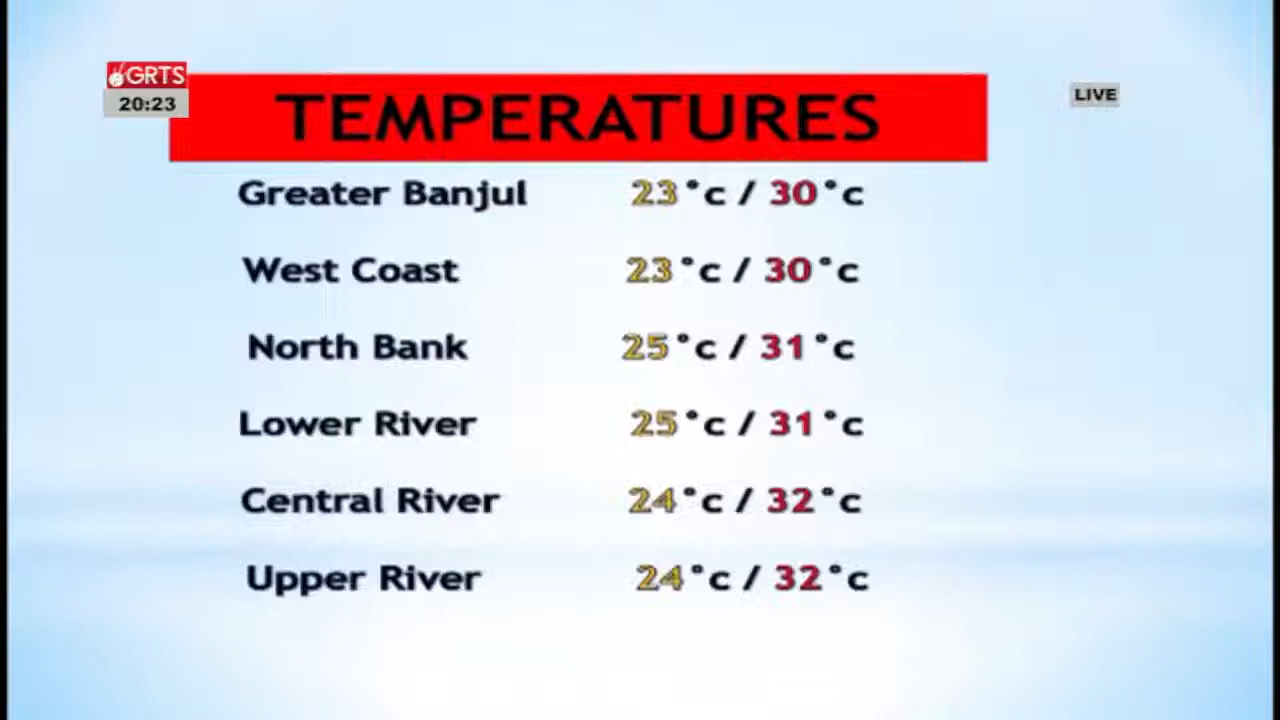 GRTS
20:23
TEMPERATURES
LIVE
Greater Banjul 23°c / 30°c
West Coast 23°c / 30°c
North Bank 25°c / 31°c
Lower River 25°c / 31°c
Central River 24°c / 32°c
Upper River 24°c / 32°c